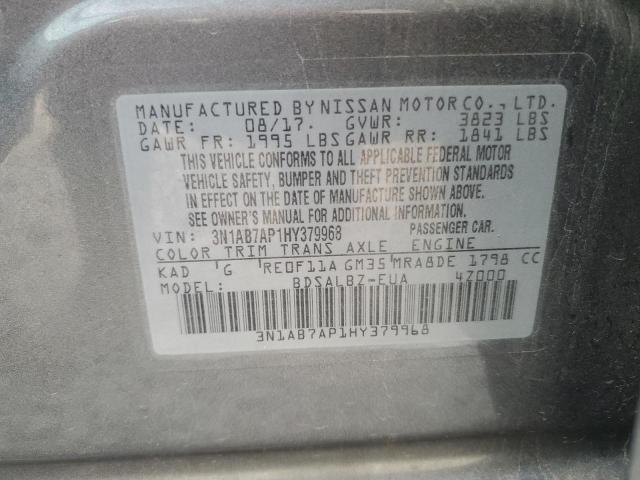 MANUFACTURED BY NISSAN MOTOR CO., LTD.
DATE: 08/17. GVWR: 3823 LBS
GAWR FR: 1995 LBS GAWR RR: 1841 LBS
THIS VEHICLE CONFORMS TO ALL APPLICABLE FEDERAL MOTOR
VEHICLE SAFETY, BUMPER AND THEFT PREVENTION STANDARDS
IN EFFECT ON THE DATE OF MANUFACTURE SHOWN ABOVE.
SEE OWNER'S MANUAL FOR ADDITIONAL INFORMATION.
VIN: 3N1AB7AP1HY379968 PASSENGER CAR.
COLOR TRIM TRANS AXLE ENGINE
KAD G RE0F11A GM35 MRA8DE 1798 CC
MODEL: BDSALBZ-EUA 4Z000
3N1AB7AP1HY379968